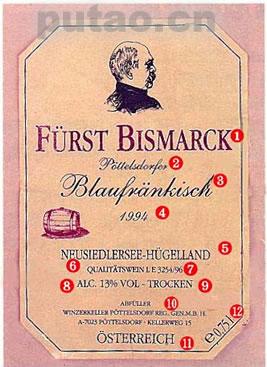 putao.cn
FÜRST BISMARCK 1
Pöttelsdorfer 2
Blaufränkisch 3
1994 4
NEUSIEDLERSEE-HÜGELLAND 5
6 QUALITÄTSWEIN L E 3254/96 7
8 ALC. 13% VOL - TROCKEN 9
ABFÜLLER 10
WINZERKELLER PÖTTELSDORF REG. GEN.M.B.H.
A-7023 PÖTTELSDORF - KELLERWEG 15
ÖSTERREICH 11
12 e 0,75 l